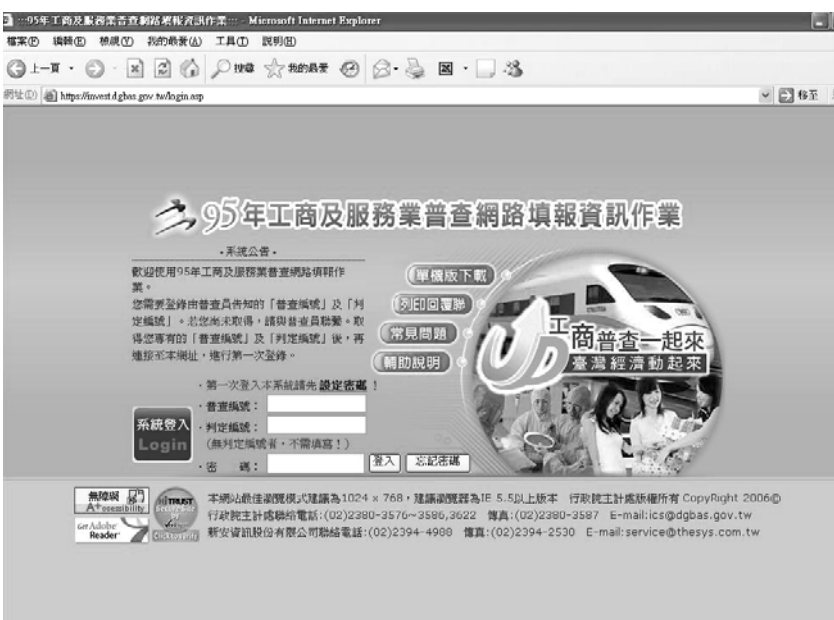 :::95年工商及服務業普查網路填報資訊作業::: - Microsoft Internet Explorer
檔案(F) 編輯(E) 檢視(V) 我的最愛(A) 工具(T) 說明(H)
上一頁 搜尋 我的最愛
網址(D) https://invest.dgbas.gov.tw/login.asp 移至
95年工商及服務業普查網路填報資訊作業
·系統公告·
歡迎使用95年工商及服務業普查網路填報作
業。
您需要登錄由普查員告知的「普查編號」及「判
定編號」。若您尚未取得,請與普查員聯繫。取
得您專有的「普查編號」及「判定編號」後,再
連接至本網址,進行第一次登錄。
單機版下載
列印回覆聯
常見問題
輔助說明
UP
工商普查一起來
臺灣經濟動起來
·第一次登入本系統請先 設定密碼 !
系統登入
Login
·普查編號:
·判定編號:
(無判定編號者,不需填寫!)
·密 碼: 登入 忘記密碼
無障礙
A+ccessibility
Get Adobe
Reader
HiTRUST
Secure Site
by
Click to verify
本網站最佳瀏覽模式建議為1024 x 768,建議瀏覽器為IE 5.5以上版本 行政院主計處版權所有 CopyRight 2006©
行政院主計處聯絡電話:(02)2380-3576~3586,3622 傳真:(02)2380-3587 E-mail:ics@dgbas.gov.tw
新安資訊股份有限公司聯絡電話:(02)2394-4988 傳真:(02)2394-2530 E-mail:service@thesys.com.tw